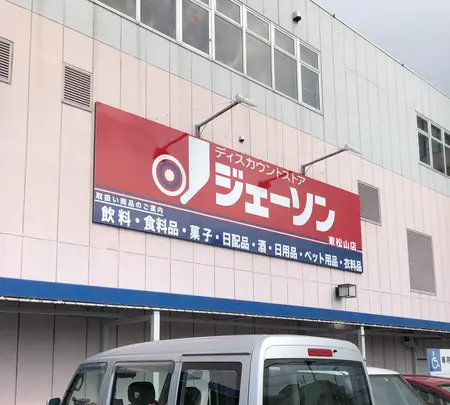 ディスカウントストア
ジェーソン
東松山店
取扱い商品のご案内
飲料・食料品・菓子・日配品・酒・日用品・ペット用品・衣料品